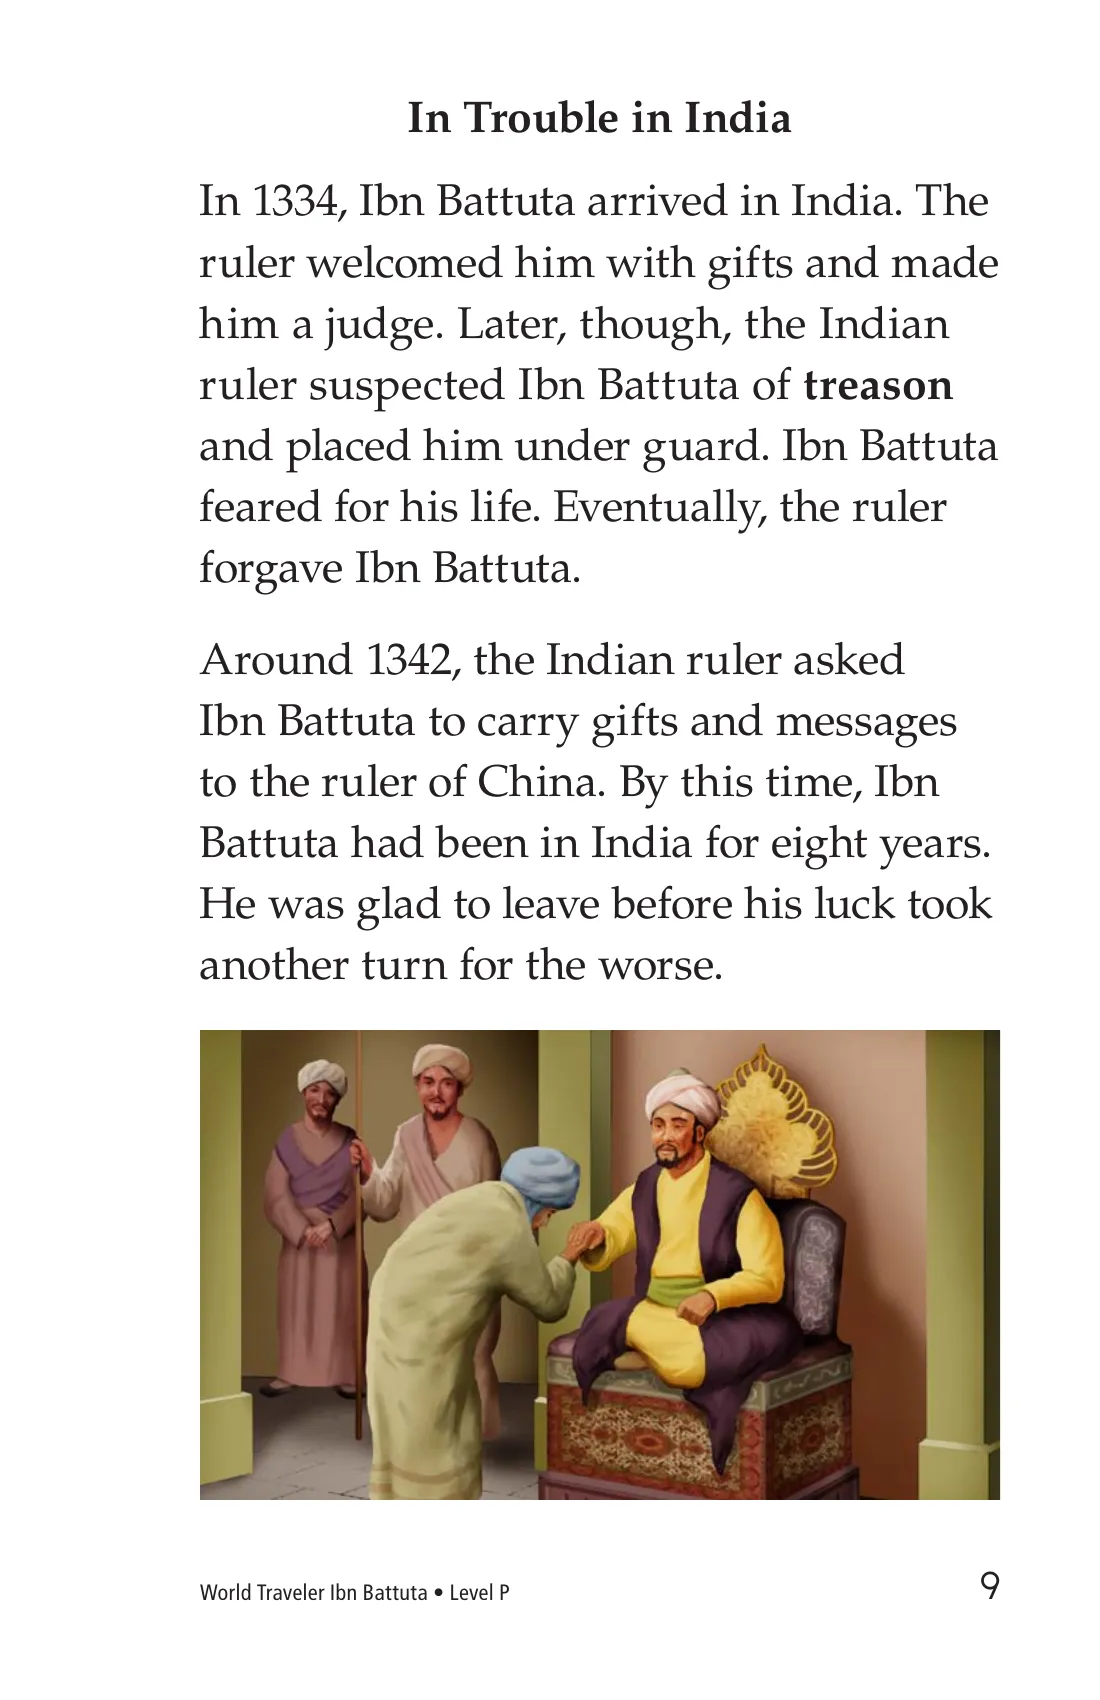 In Trouble in India
In 1334, Ibn Battuta arrived in India. The
ruler welcomed him with gifts and made
him a judge. Later, though, the Indian
ruler suspected Ibn Battuta of treason
and placed him under guard. Ibn Battuta
feared for his life. Eventually, the ruler
forgave Ibn Battuta.
Around 1342, the Indian ruler asked
Ibn Battuta to carry gifts and messages
to the ruler of China. By this time, Ibn
Battuta had been in India for eight years.
He was glad to leave before his luck took
another turn for the worse.
World Traveler Ibn Battuta • Level P
9